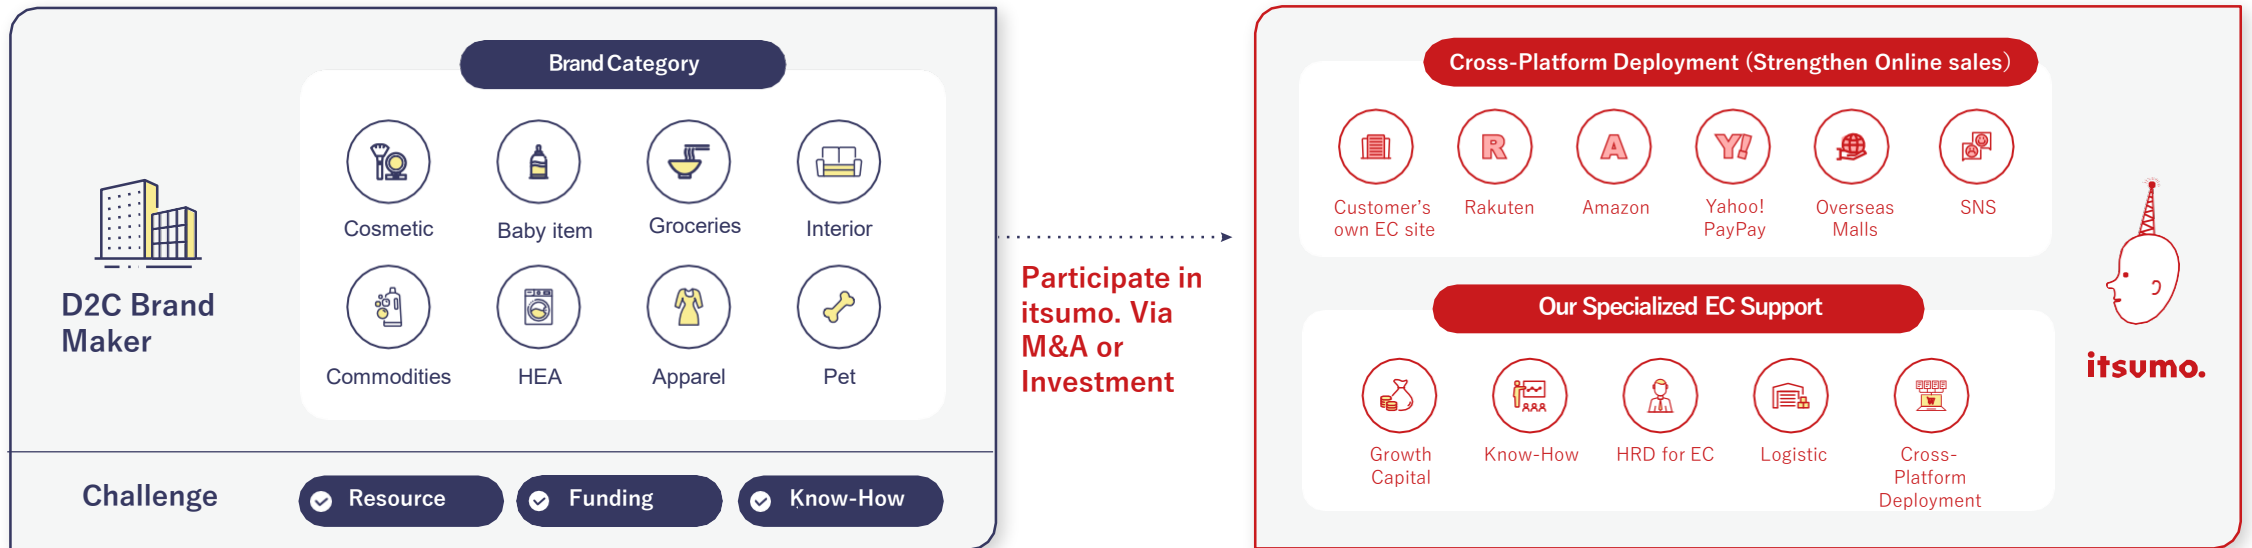 Brand Category
Cosmetic
Baby item
Groceries
Interior
Commodities
HEA
Apparel
Pet
D2C Brand
Maker
Challenge
Resource
Funding
Know-How
Participate in
itsumo. Via
M&A or
Investment
Cross-Platform Deployment (Strengthen Online sales）
R
A
Y!
Customer’s
own EC site
Rakuten
Amazon
Yahoo!
PayPay
Overseas
Malls
SNS
Our Specialized EC Support
Growth
Capital
Know-How
HRD for EC
Logistic
Cross-
Platform
Deployment
itsumo.